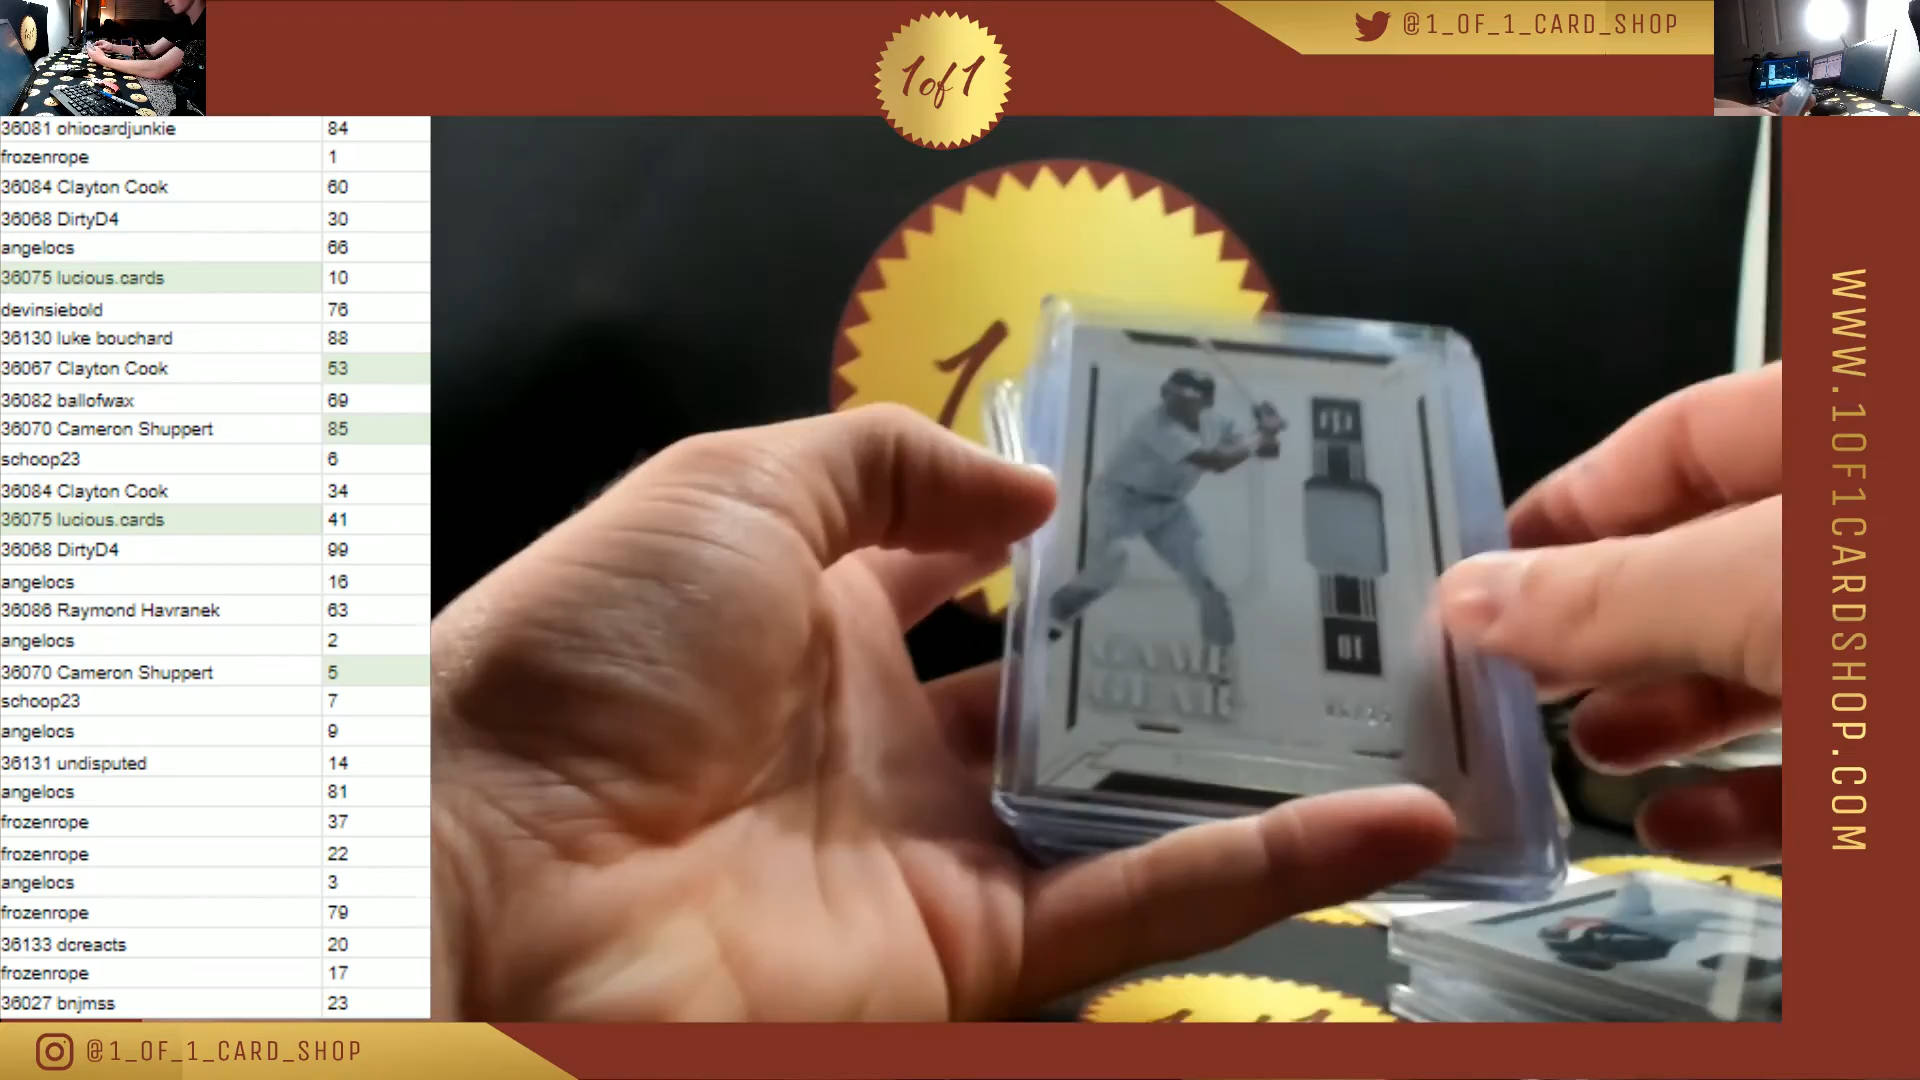 1of1
@1_OF_1_CARD_SHOP
36081 ohiocardjunkie 84
frozenrope 1
36084 Clayton Cook 60
36068 DirtyD4 30
angelocs 66
36075 lucious.cards 10
devinsiebold 76
36130 luke bouchard 88
36067 Clayton Cook 53
36082 ballofwax 69
36070 Cameron Shuppert 85
schoop23 6
36084 Clayton Cook 34
36075 lucious.cards 41
36068 DirtyD4 99
angelocs 16
36086 Raymond Havranek 63
angelocs 2
36070 Cameron Shuppert 5
schoop23 7
angelocs 9
36131 undisputed 14
angelocs 81
frozenrope 37
frozenrope 22
angelocs 3
frozenrope 79
36133 dcreacts 20
frozenrope 17
36027 bnjmss 23
1
GAME
GEAR
WWW.1OF1CARDSHOP.COM
@1_OF_1_CARD_SHOP